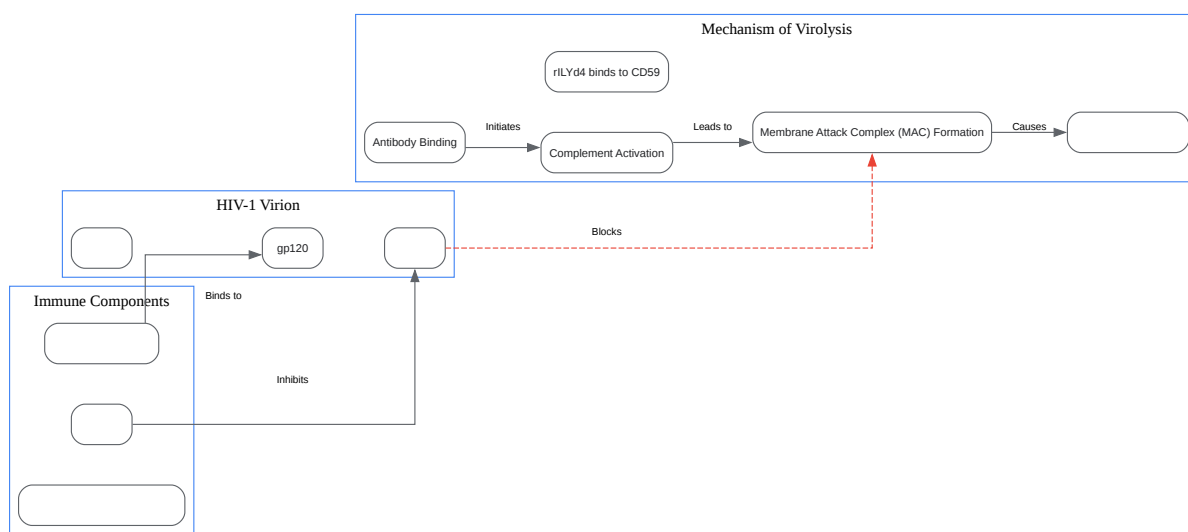 Mechanism of Virolysis
rILYd4 binds to CD59
Antibody Binding
Initiates
Complement Activation
Leads to
Membrane Attack Complex (MAC) Formation
Causes
HIV-1 Virion
gp120
Blocks
Immune Components
Binds to
Inhibits